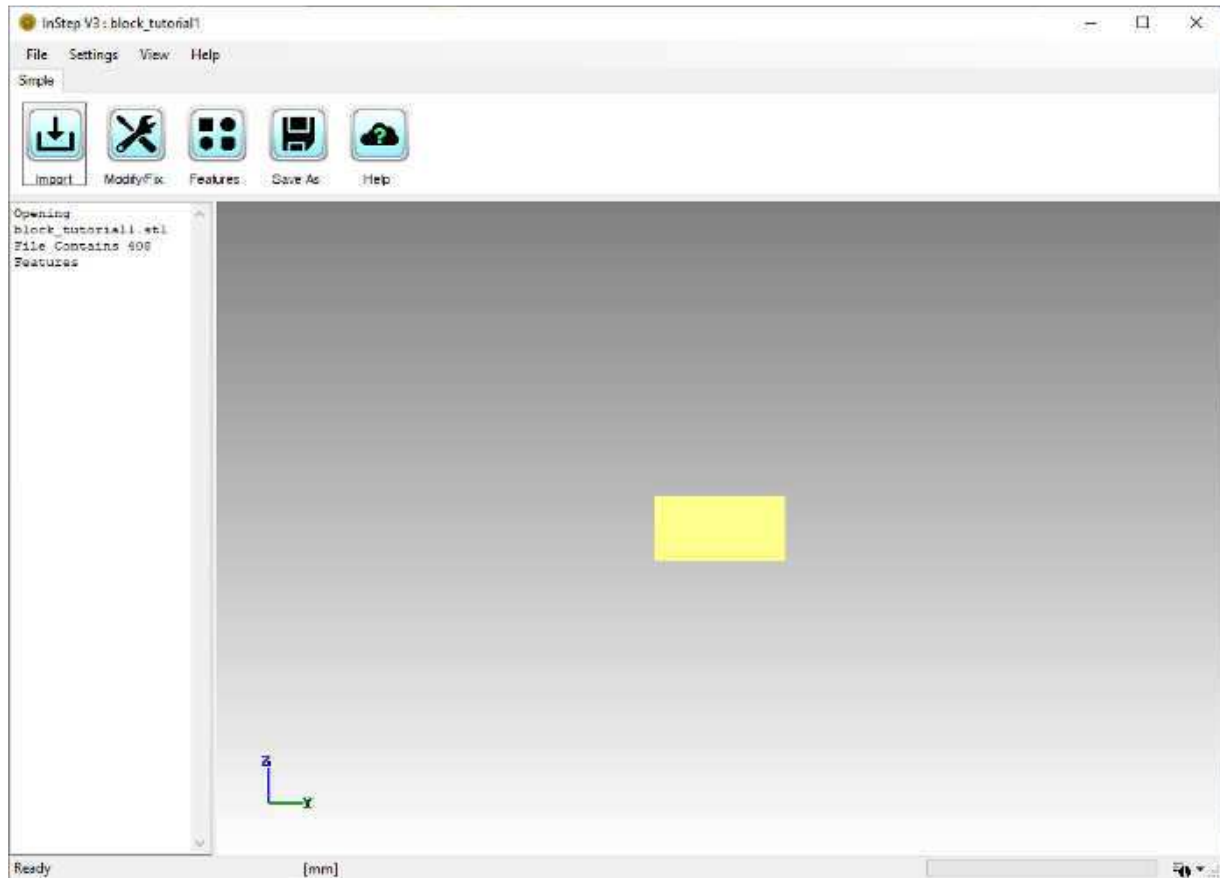 InStep V3 : block_tutorial1
File Settings View Help
Simple
Import Modify/Fix Features Save As Help
Opening
block_tutorial1.stl
File Contains 408
Features
Z
Y
Ready [mm]